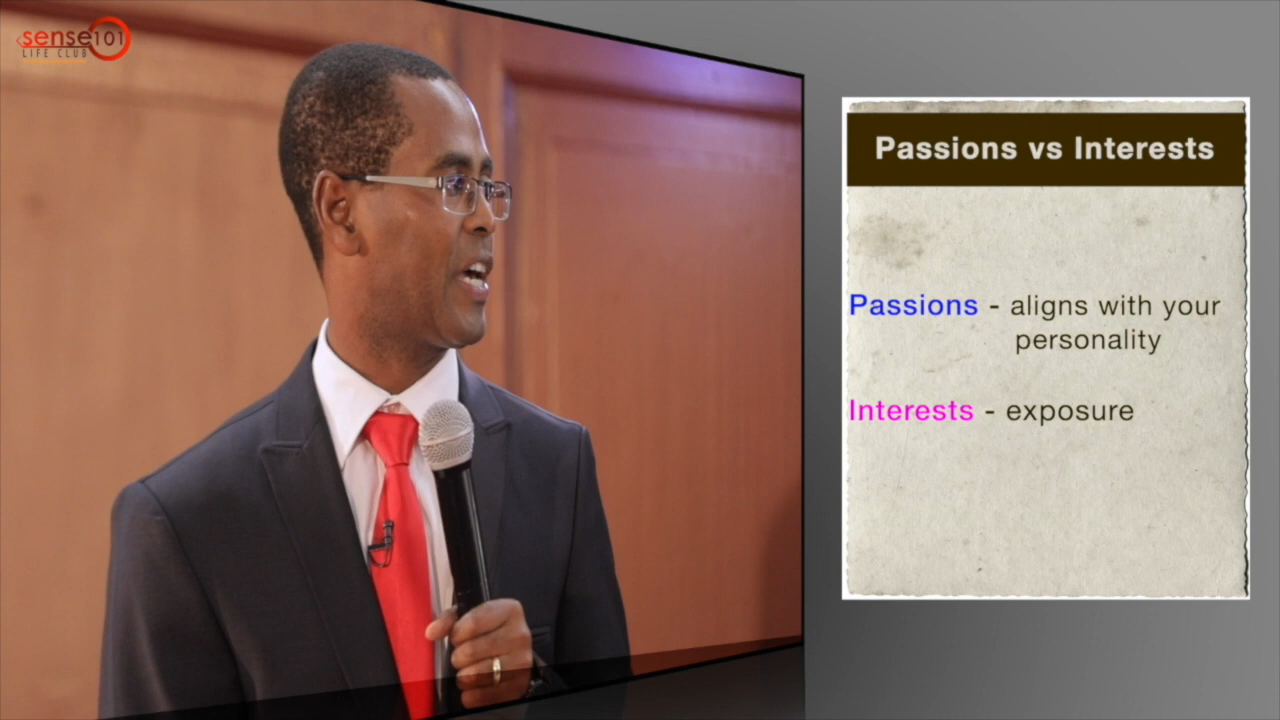 sense101
LIFE CLUB
Passions vs Interests
Passions - aligns with your
personality
Interests - exposure